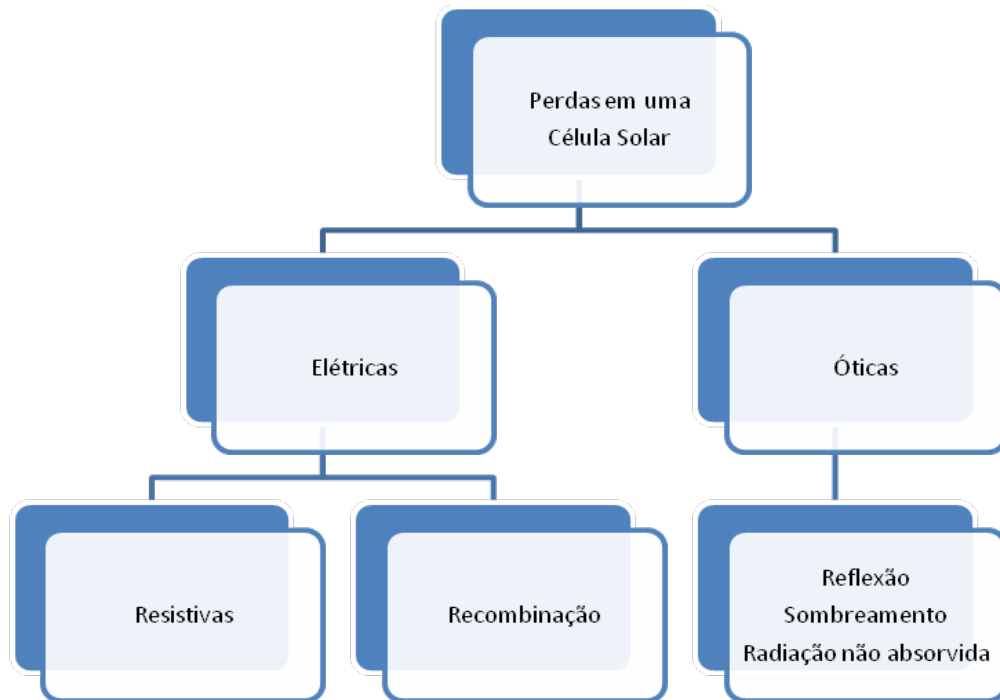 Perdas em uma
Célula Solar
Elétricas
Óticas
Resistivas
Recombinação
Reflexão
Sombreamento
Radiação não absorvida